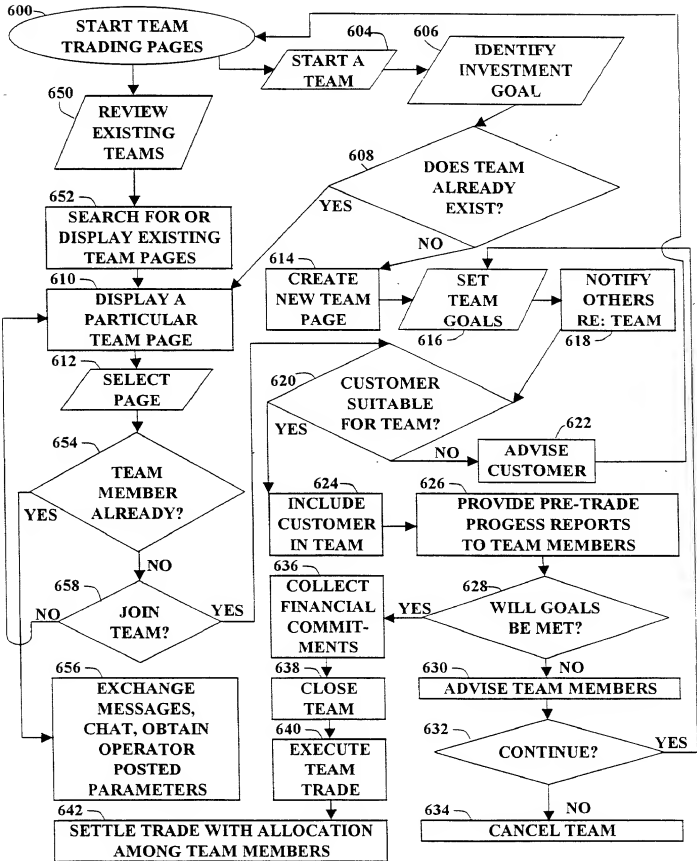 600
START TEAM
TRADING PAGES
604
START A
TEAM
606
IDENTIFY
INVESTMENT
GOAL
650
REVIEW
EXISTING
TEAMS
608
DOES TEAM
ALREADY
EXIST?
YES
NO
652
SEARCH FOR OR
DISPLAY EXISTING
TEAM PAGES
610
DISPLAY A
PARTICULAR
TEAM PAGE
614
CREATE
NEW TEAM
PAGE
SET
TEAM
GOALS
616
NOTIFY
OTHERS
RE: TEAM
618
612
SELECT
PAGE
620
CUSTOMER
SUITABLE
FOR TEAM?
YES
NO
622
ADVISE
CUSTOMER
654
TEAM
MEMBER
ALREADY?
YES
NO
624
INCLUDE
CUSTOMER
IN TEAM
626
PROVIDE PRE-TRADE
PROGESS REPORTS
TO TEAM MEMBERS
658
JOIN
TEAM?
NO
YES
636
COLLECT
FINANCIAL
COMMIT-
MENTS
628
WILL GOALS
BE MET?
YES
NO
656
EXCHANGE
MESSAGES,
CHAT, OBTAIN
OPERATOR
POSTED
PARAMETERS
638
CLOSE
TEAM
630
ADVISE TEAM MEMBERS
640
EXECUTE
TEAM
TRADE
632
CONTINUE?
YES
NO
642
SETTLE TRADE WITH ALLOCATION
AMONG TEAM MEMBERS
634
CANCEL TEAM